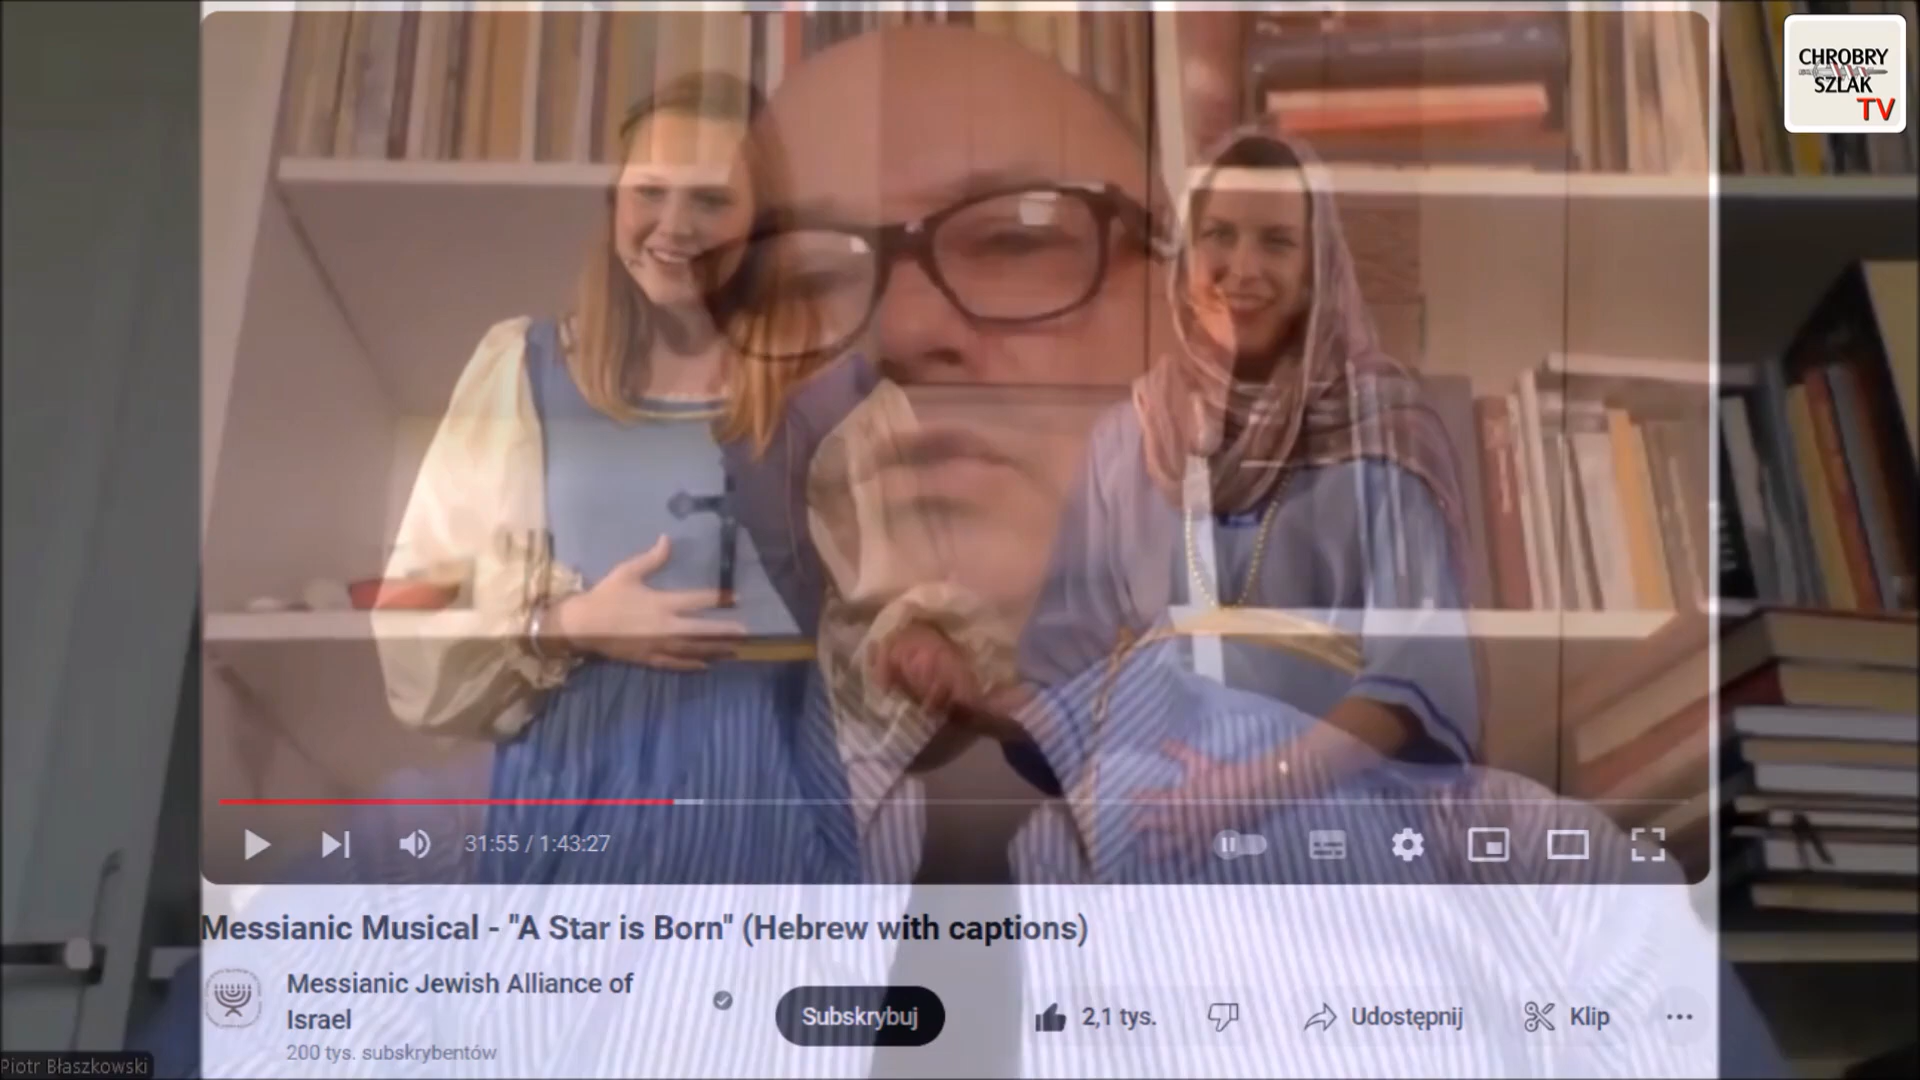 CHROBRY
SZLAK
TV
31:55 / 1:43:27
Messianic Musical - "A Star is Born" (Hebrew with captions)
Messianic Jewish Alliance of
Israel
Subskrybuj
2,1 tys.
Udostępnij
Klip
200 tys. subskrybentów
Piotr Błaszkowski